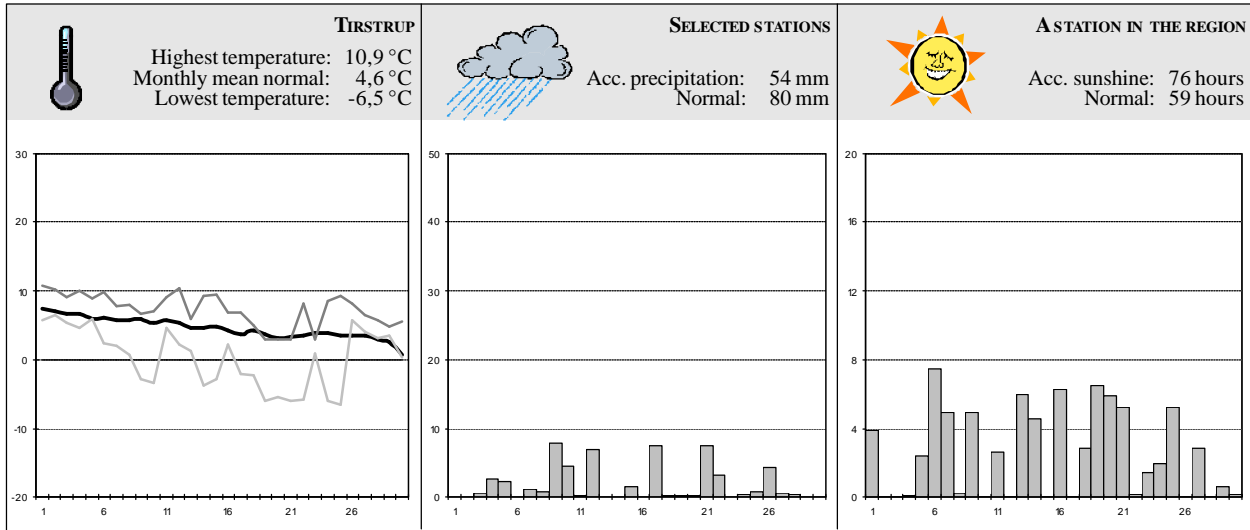 TIRSTRUP
Highest temperature: 10,9 °C
Monthly mean normal: 4,6 °C
Lowest temperature: -6,5 °C
SELECTED STATIONS
Acc. precipitation: 54 mm
Normal: 80 mm
A STATION IN THE REGION
Acc. sunshine: 76 hours
Normal: 59 hours
30
20
10
0
-10
-20
1 6 11 16 21 26
50
40
30
20
10
0
1 6 11 16 21 26
20
16
12
8
4
0
1 6 11 16 21 26